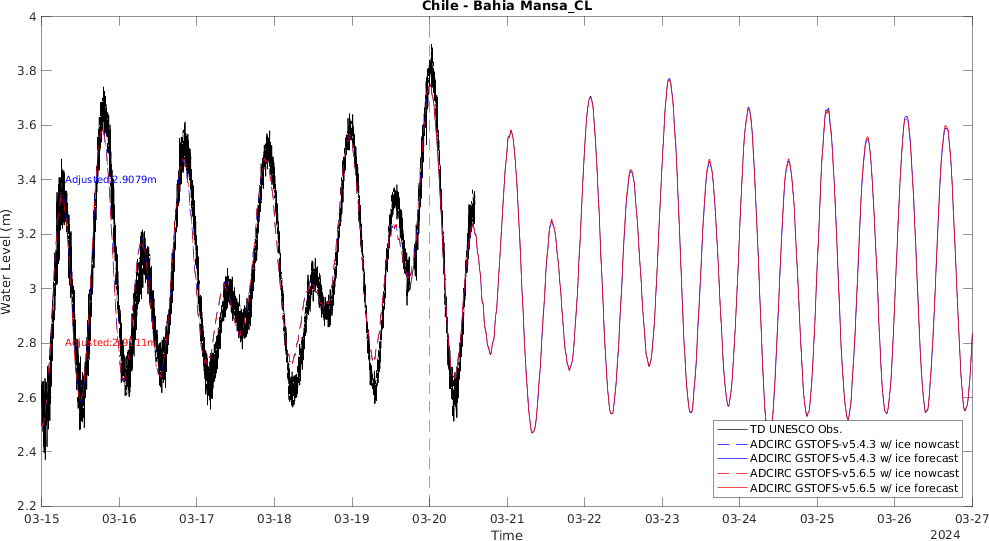 Chile - Bahia Mansa_CL
4
3.8
3.6
3.4
3.2
3
2.8
2.6
2.4
2.2
Water Level (m)
Adjusted:2.9079m
TD UNESCO Obs.
ADCIRC GSTOFS-v5.4.3 w/ ice nowcast
ADCIRC GSTOFS-v5.4.3 w/ ice forecast
ADCIRC GSTOFS-v5.6.5 w/ ice nowcast
ADCIRC GSTOFS-v5.6.5 w/ ice forecast
03-15 03-16 03-17 03-18 03-19 03-20 03-21 03-22 03-23 03-24 03-25 03-26 03-27
Time
2024